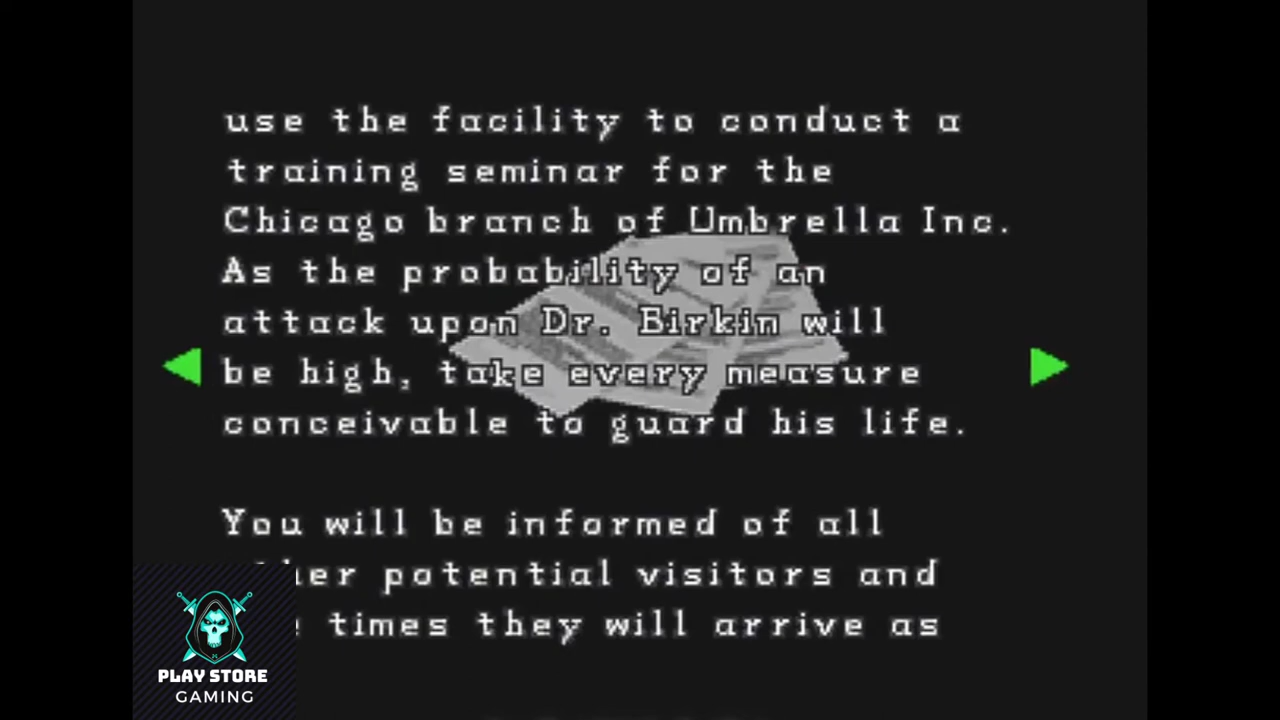 use the facility to conduct a
training seminar for the
Chicago branch of Umbrella Inc.
As the probability of an
attack upon Dr. Birkin will
be high, take every measure
conceivable to guard his life.
You will be informed of all
potential visitors and
times they will arrive as
PLAY STORE
GAMING